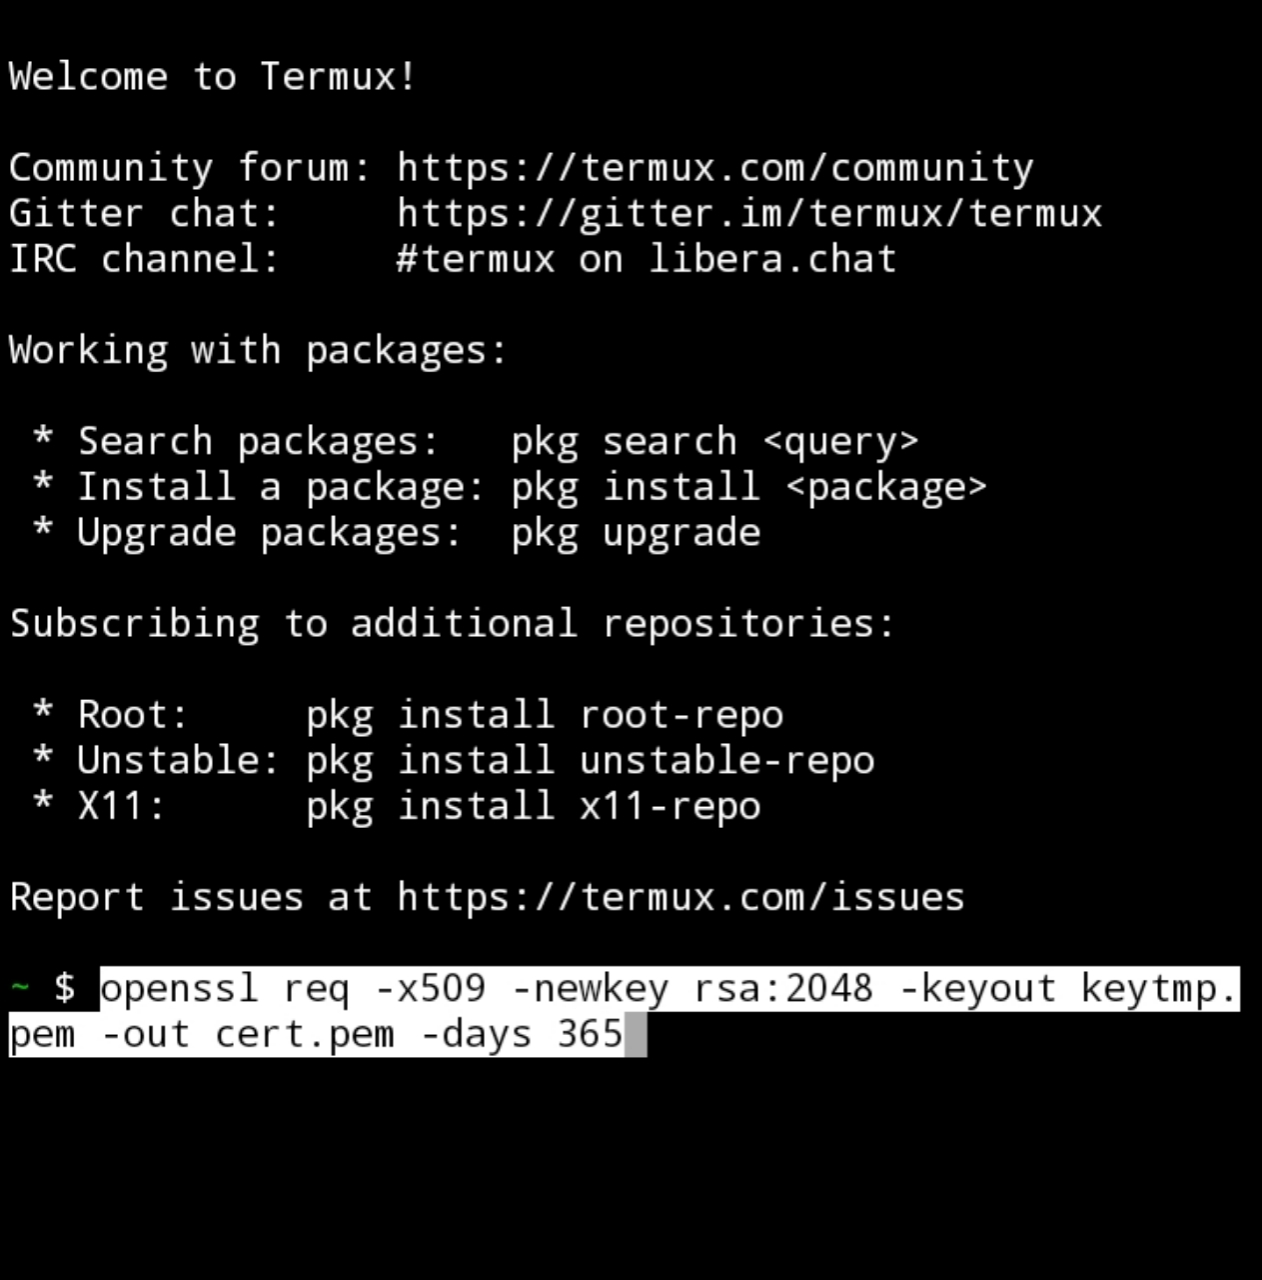 Welcome to Termux!
Community forum: https://termux.com/community
Gitter chat:     https://gitter.im/termux/termux
IRC channel:     #termux on libera.chat
Working with packages:
 * Search packages:   pkg search <query>
 * Install a package: pkg install <package>
 * Upgrade packages:  pkg upgrade
Subscribing to additional repositories:
 * Root:     pkg install root-repo
 * Unstable: pkg install unstable-repo
 * X11:      pkg install x11-repo
Report issues at https://termux.com/issues
~ $ openssl req -x509 -newkey rsa:2048 -keyout keytmp.
pem -out cert.pem -days 365